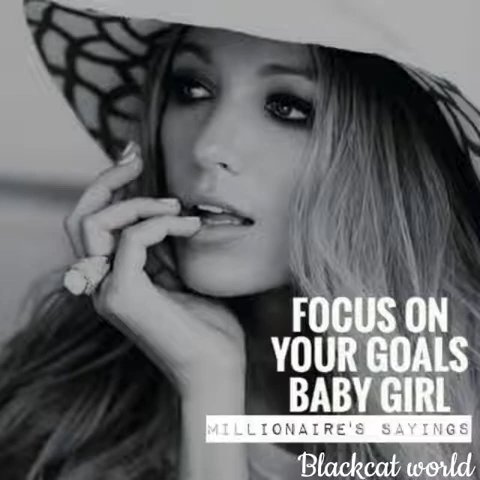 FOCUS ON
YOUR GOALS
BABY GIRL
MILLIONAIRE'S SAYINGS
Blackcat world